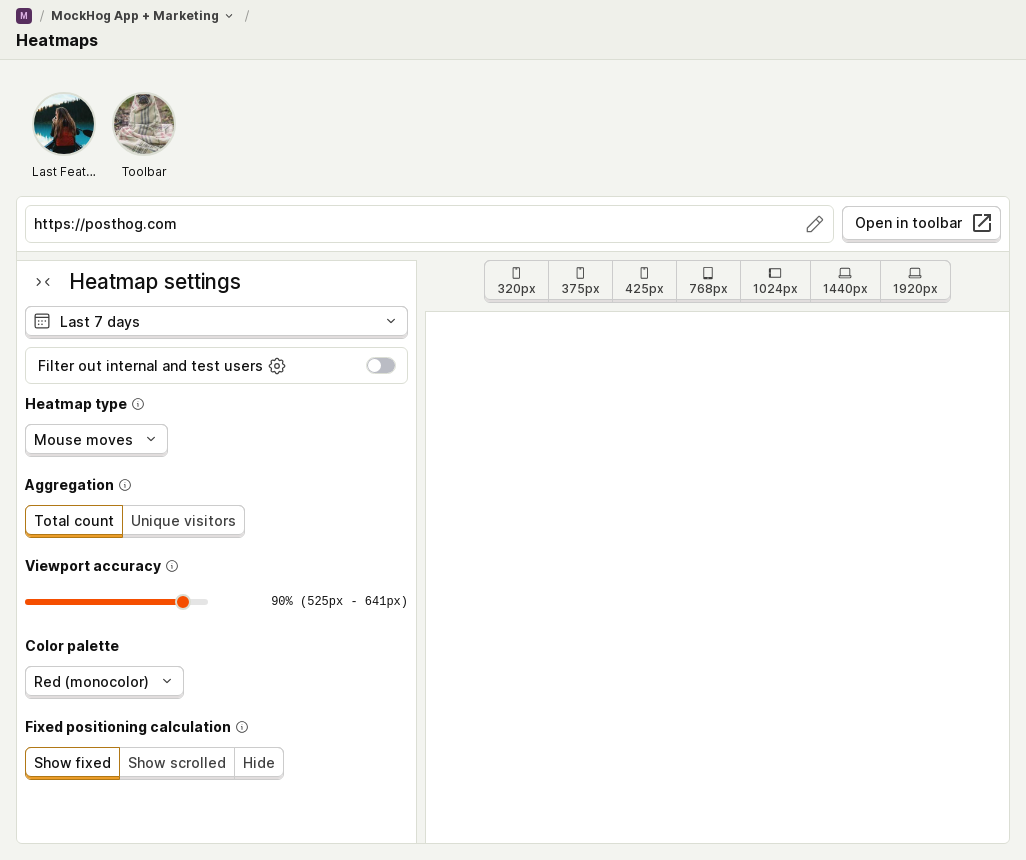 M / MockHog App + Marketing /
Heatmaps
Last Feat...
Toolbar
https://posthog.com
Open in toolbar
Heatmap settings
Last 7 days
Filter out internal and test users
Heatmap type
Mouse moves
Aggregation
Total count
Unique visitors
Viewport accuracy
90% (525px - 641px)
Color palette
Red (monocolor)
Fixed positioning calculation
Show fixed
Show scrolled
Hide
320px
375px
425px
768px
1024px
1440px
1920px